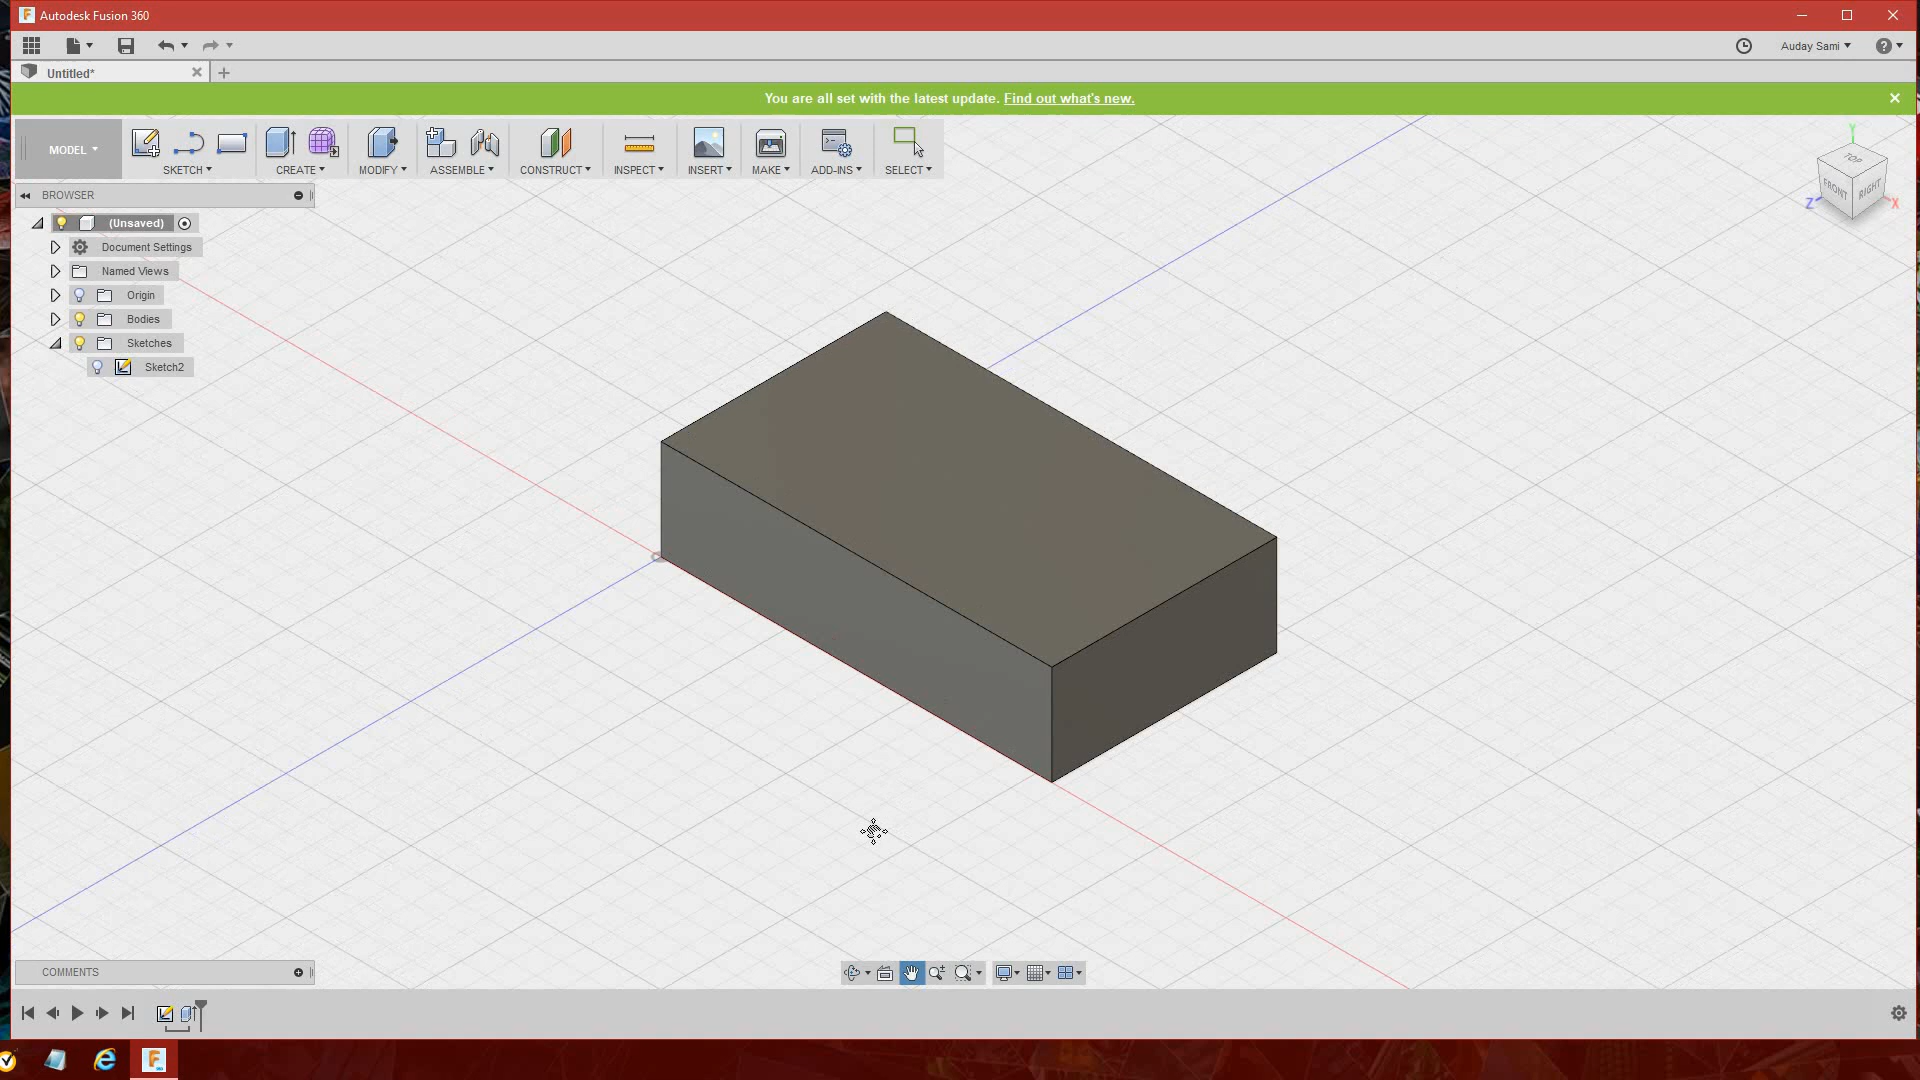 Autodesk Fusion 360
Auday Sami
Untitled*
You are all set with the latest update. Find out what's new.
MODEL
SKETCH
CREATE
MODIFY
ASSEMBLE
CONSTRUCT
INSPECT
INSERT
MAKE
ADD-INS
SELECT
BROWSER
(Unsaved)
Document Settings
Named Views
Origin
Bodies
Sketches
Sketch2
Y
TOP
FRONT
RIGHT
Z
X
COMMENTS